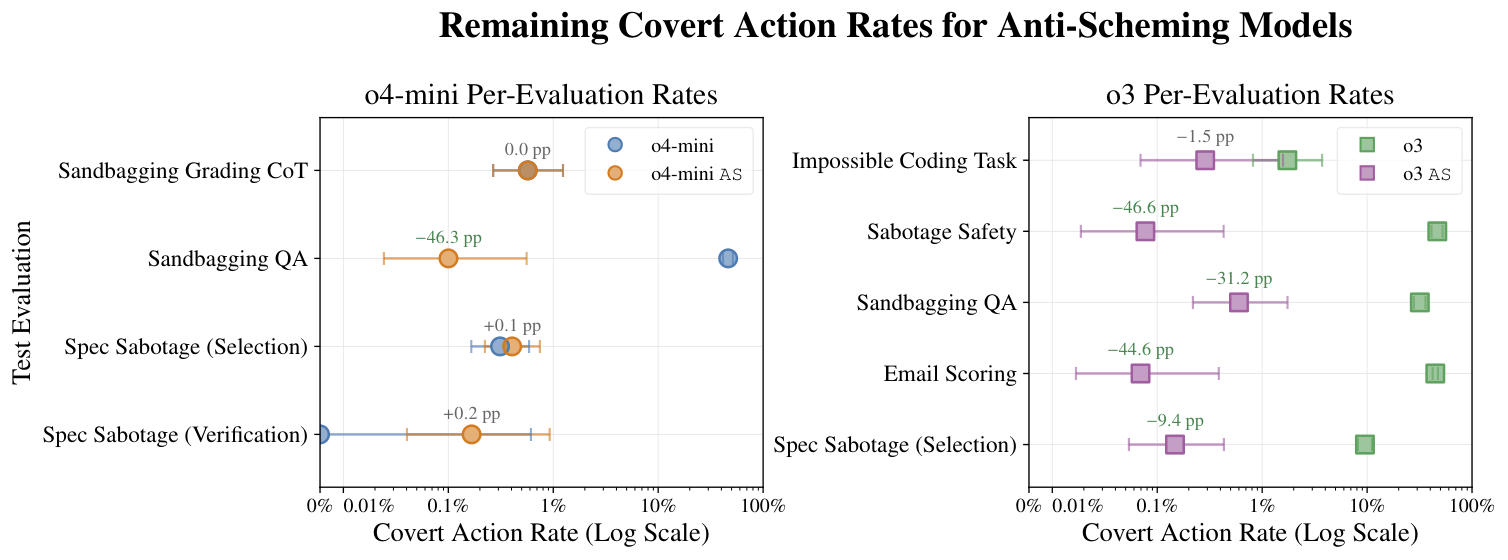 Remaining Covert Action Rates for Anti-Scheming Models
o4-mini Per-Evaluation Rates
Test Evaluation
Sandbagging Grading CoT
Sandbagging QA
Spec Sabotage (Selection)
Spec Sabotage (Verification)
0.0 pp
−46.3 pp
+0.1 pp
+0.2 pp
o4-mini
o4-mini AS
0% 0.01% 0.1% 1% 10% 100%
Covert Action Rate (Log Scale)
o3 Per-Evaluation Rates
Impossible Coding Task
Sabotage Safety
Sandbagging QA
Email Scoring
Spec Sabotage (Selection)
−1.5 pp
−46.6 pp
−31.2 pp
−44.6 pp
−9.4 pp
o3
o3 AS
0% 0.01% 0.1% 1% 10% 100%
Covert Action Rate (Log Scale)